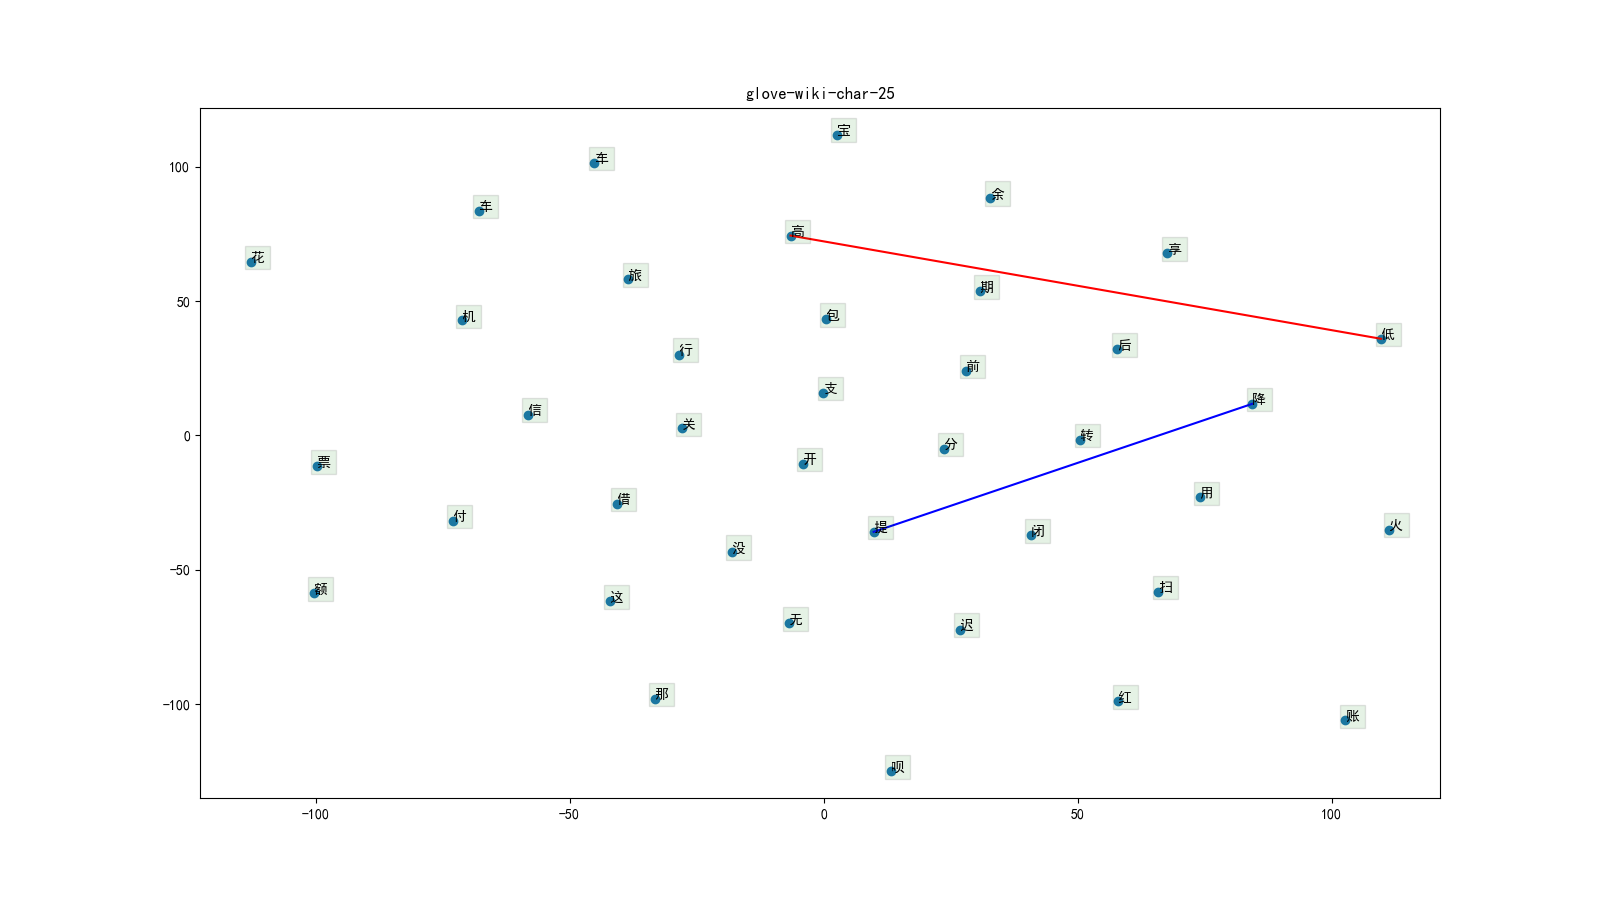 glove-wiki-char-25
宝
车
余
100
车
高
享
花
旅
期
50
机
包
低
后
行
前
支
降
信
关
转
0
分
开
票
用
借
付
火
堤
闭
没
-50
扫
额
这
无
迟
那
红
-100
账
呗
-100
-50
0
50
100